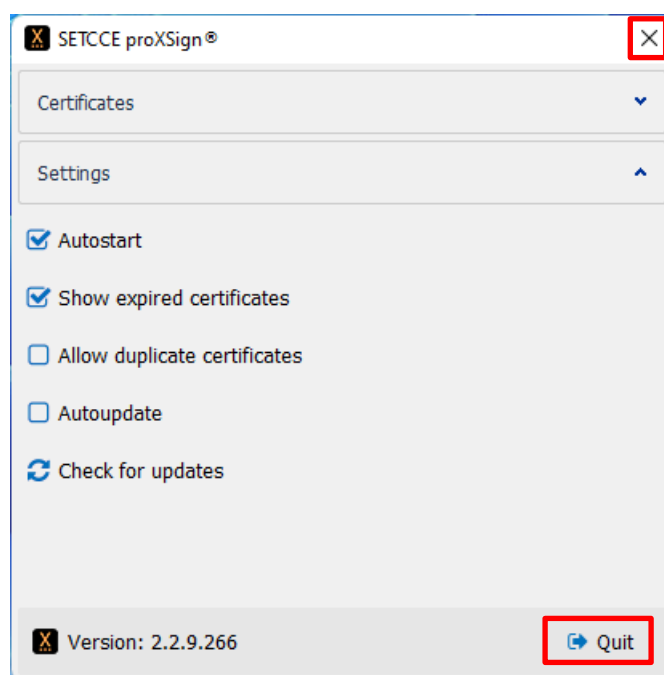 SETCCE proXSign®
Certificates
Settings
Autostart
Show expired certificates
Allow duplicate certificates
Autoupdate
Check for updates
Version: 2.2.9.266 Quit